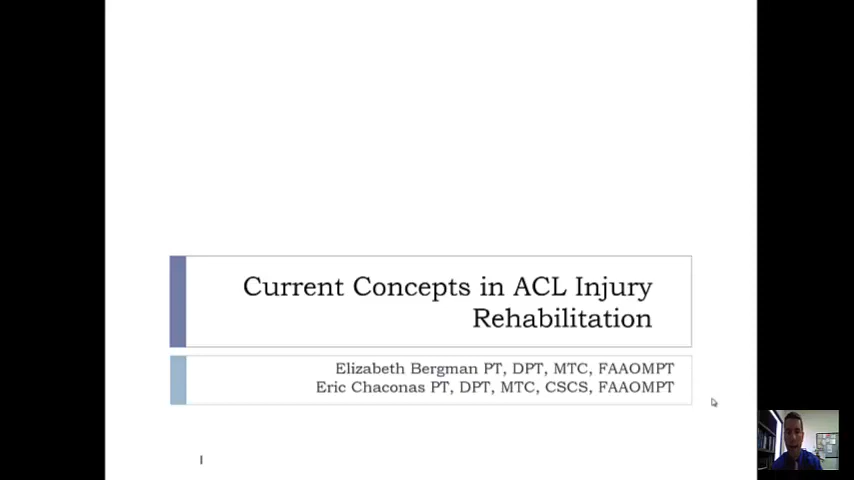 Current Concepts in ACL Injury
Rehabilitation
Elizabeth Bergman PT, DPT, MTC, FAAOMPT
Eric Chaconas PT, DPT, MTC, CSCS, FAAOMPT
1